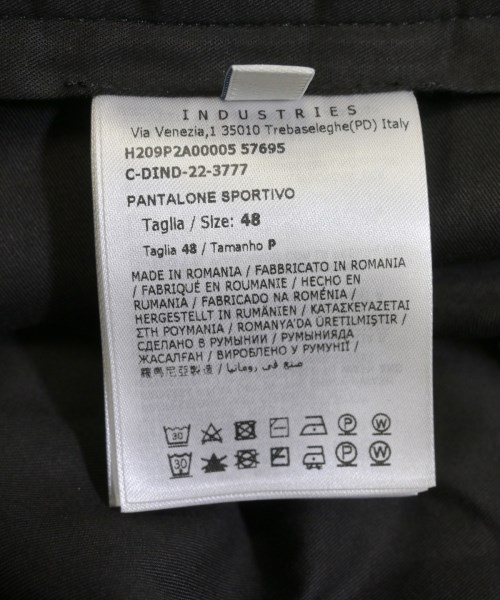 INDUSTRIES
Via Venezia,1 35010 Trebaseleghe(PD) Italy
H209P2A00005 57695
C-DIND-22-3777
PANTALONE SPORTIVO
Taglia / Size: 48
Taglia 48 / Tamanho P
MADE IN ROMANIA / FABBRICATO IN ROMANIA
/ FABRIQUÉ EN ROUMANIE / HECHO EN
RUMANIA / FABRICADO NA ROMÉNIA /
HERGESTELLT IN RUMÄNIEN / ΚΑΤΑΣΚΕΥΑΖΕΤΑΙ
ΣΤΗ ΡΟΥΜΑΝΙΑ / ROMANYA'DA ÜRETILMIŞTIR /
СДЕЛАНО В РУМЫНИИ / РУМЫНИЯДА
ЖАСАЛҒАН / ВИРОБЛЕНО У РУМУНІЇ /
羅馬尼亞製造 / صنع في رومانيا
30 P W
30 P W